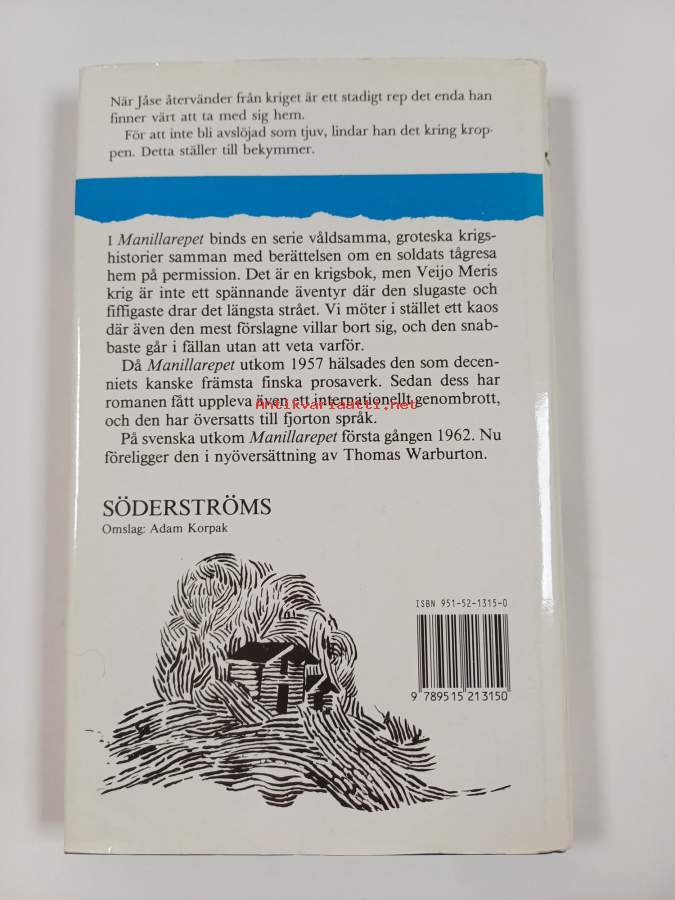 När Jåse återvänder från kriget är ett stadigt rep det enda han
finner värt att ta med sig hem.
För att inte bli avslöjad som tjuv, lindar han det kring krop-
pen. Detta ställer till bekymmer.
I Manillarepet binds en serie våldsamma, groteska krigs-
historier samman med berättelsen om en soldats tågresa
hem på permission. Det är en krigsbok, men Veijo Meris
krig är inte ett spännande äventyr där den slugaste och
fiffigaste drar det längsta strået. Vi möter i stället ett kaos
där även den mest förslagne villar bort sig, och den snab-
baste går i fällan utan att veta varför.
Då Manillarepet utkom 1957 hälsades den som decen-
niets kanske främsta finska prosaverk. Sedan dess har
romanen fått uppleva även ett internationellt genombrott,
och den har översatts till fjorton språk.
Antikvariaatti.net
På svenska utkom Manillarepet första gången 1962. Nu
föreligger den i nyöversättning av Thomas Warburton.
SÖDERSTRÖMS
Omslag: Adam Korpak
ISBN 951-52-1315-0
9 789515 213150